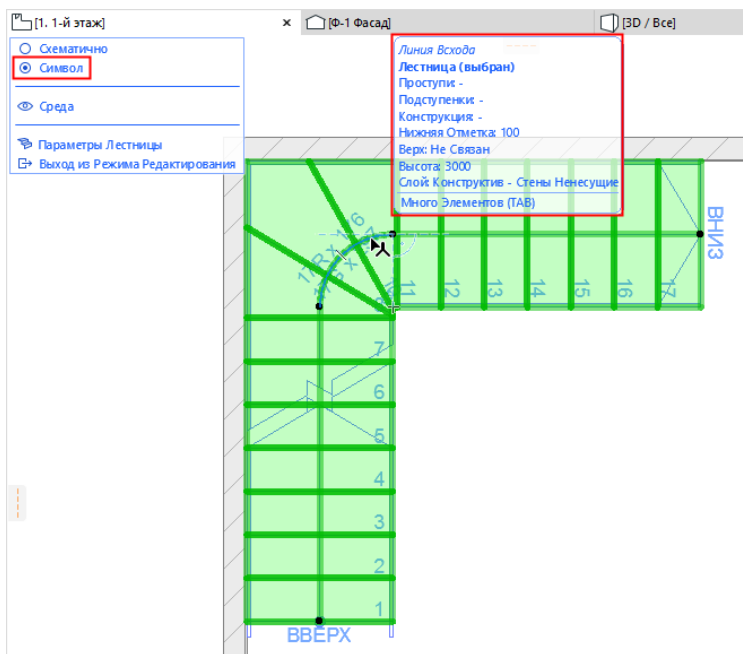 [1. 1-й этаж]
[Ф-1 Фасад]
[3D / Все]
Схематично
Символ
Среда
Параметры Лестницы
Выход из Режима Редактирования
Линия Всхода
Лестница (выбран)
Проступи: -
Подступенки: -
Конструкция: -
Нижняя Отметка: 100
Верх: Не Связан
Высота: 3000
Слой: Конструктив - Стены Ненесущие
Много Элементов (TAB)
ВНИЗ
11
12
13
14
15
16
17
7
6
5
4
3
2
1
ВВЕРХ